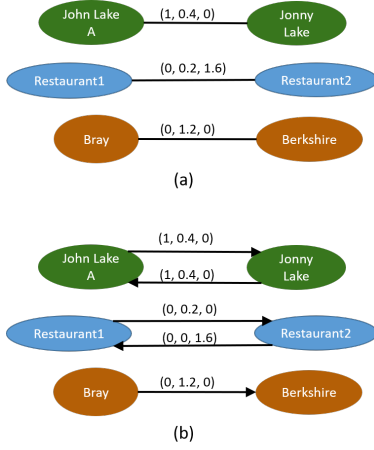 John Lake
A
(1, 0.4, 0)
Jonny
Lake
Restaurant1
(0, 0.2, 1.6)
Restaurant2
Bray
(0, 1.2, 0)
Berkshire
(a)
John Lake
A
(1, 0.4, 0)
(1, 0.4, 0)
Jonny
Lake
Restaurant1
(0, 0.2, 0)
(0, 0, 1.6)
Restaurant2
Bray
(0, 1.2, 0)
Berkshire
(b)